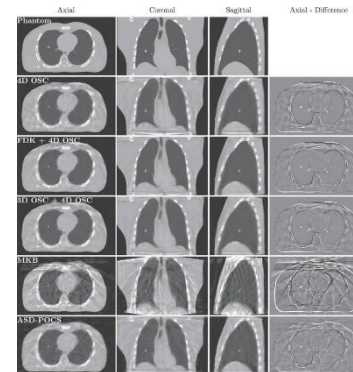 Axial Coronal Sagittal Axial - Difference
Phantom
4D OSC
FDK + 4D OSC
3D OSC + 4D OSC
MKB
ASD-POCS